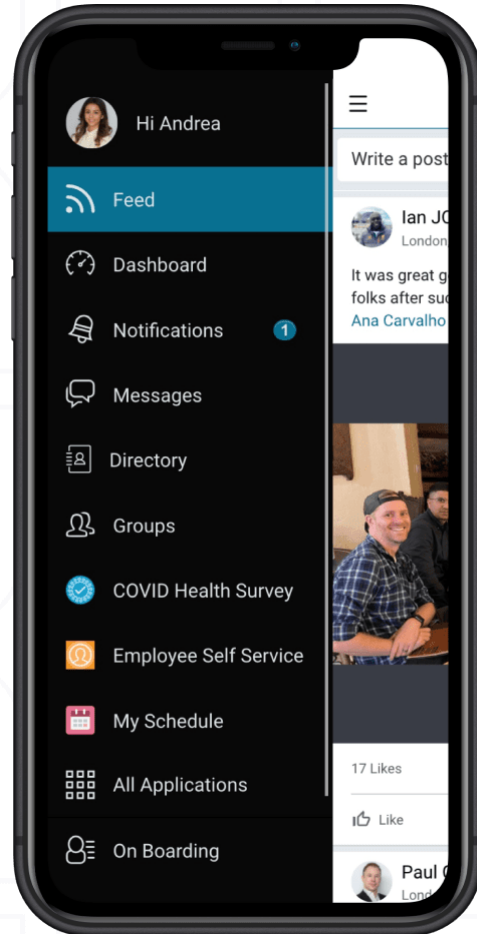 Hi Andrea
Feed
Dashboard
Notifications 1
Messages
Directory
Groups
COVID Health Survey
Employee Self Service
My Schedule
All Applications
On Boarding
Write a post
Ian
London,
It was great
folks after
Ana Carvalho
17 Likes
Like
Paul